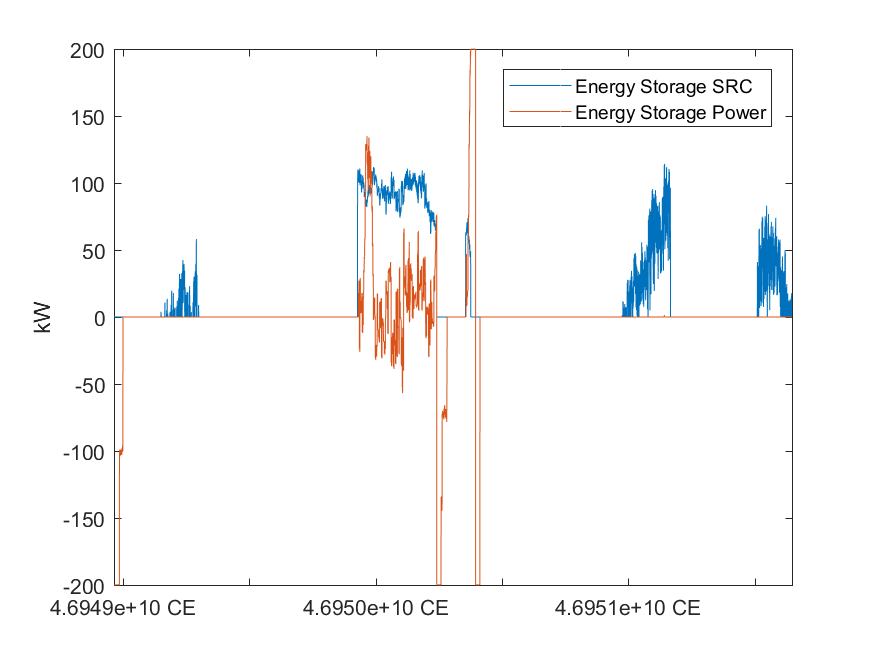 200
150
100
50
0
-50
-100
-150
-200
kW
Energy Storage SRC
Energy Storage Power
4.6949e+10 CE
4.6950e+10 CE
4.6951e+10 CE